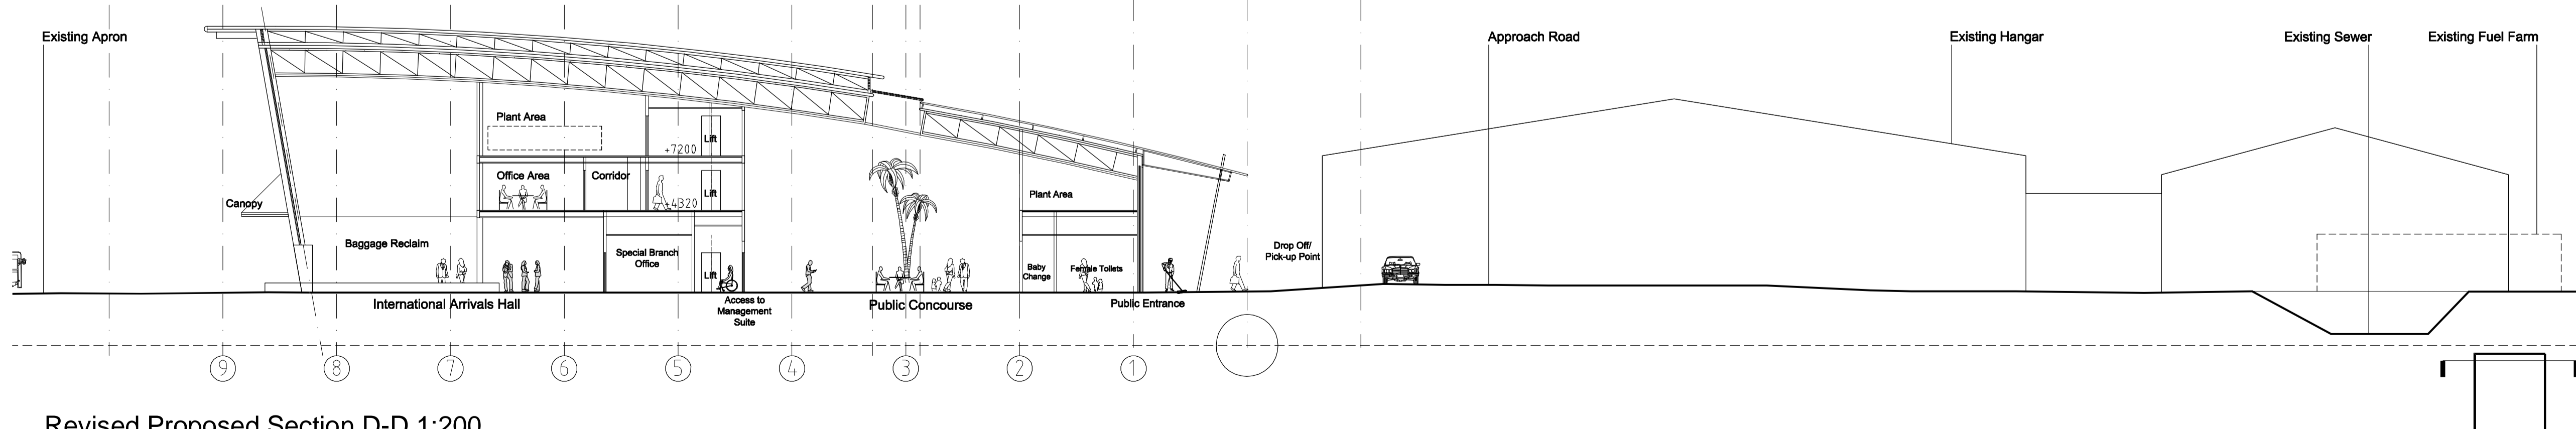 Existing Apron
Approach Road
Existing Hangar
Existing Sewer
Existing Fuel Farm
Plant Area
Lift
+7200
Office Area
Corridor
Lift
+4320
Plant Area
Canopy
Baggage Reclaim
Special Branch
Office
Lift
Baby
Change
Female Toilets
Drop Off/
Pick-up Point
International Arrivals Hall
Access to
Management
Suite
Public Concourse
Public Entrance
9
8
7
6
5
4
3
2
1
Revised Proposed Section D-D 1:200